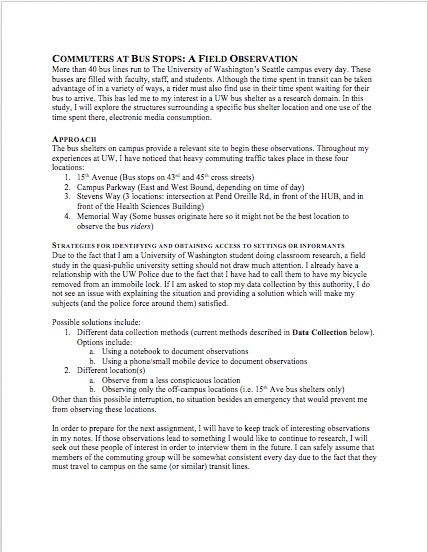 COMMUTERS AT BUS STOPS: A FIELD OBSERVATION
More than 40 bus lines run to The University of Washington's Seattle campus every day. These
busses are filled with faculty, staff, and students. Although the time spent in transit can be taken
advantage of in a variety of ways, a rider must also find use in their time spent waiting for their
bus to arrive. This has led me to my interest in a UW bus shelter as a research domain. In this
study, I will explore the structures surrounding a specific bus shelter location and one use of the
time spent there, electronic media consumption.
APPROACH
The bus shelters on campus provide a relevant site to begin these observations. Throughout my
experiences at UW, I have noticed that heavy commuting traffic takes place in these four
locations:
1. 15th Avenue (Bus stops on 43rd and 45th cross streets)
2. Campus Parkway (East and West Bound, depending on time of day)
3. Stevens Way (3 locations: intersection at Pend Oreille Rd, in front of the HUB, and in
front of the Health Sciences Building)
4. Memorial Way (Some busses originate here so it might not be the best location to
observe the bus riders)
STRATEGIES FOR IDENTIFYING AND OBTAINING ACCESS TO SETTINGS OR INFORMANTS
Due to the fact that I am a University of Washington student doing classroom research, a field
study in the quasi-public university setting should not draw much attention. I already have a
relationship with the UW Police due to the fact that I have had to call them to have my bicycle
removed from an immobile lock. If I am asked to stop my data collection by this authority, I do
not see an issue with explaining the situation and providing a solution which will make my
subjects (and the police force around them) satisfied.
Possible solutions include:
1. Different data collection methods (current methods described in Data Collection below).
Options include:
a. Using a notebook to document observations
b. Using a phone/small mobile device to document observations
2. Different location(s)
a. Observe from a less conspicuous location
b. Observing only the off-campus locations (i.e. 15th Ave bus shelters only)
Other than this possible interruption, no situation besides an emergency that would prevent me
from observing these locations.
In order to prepare for the next assignment, I will have to keep track of interesting observations
in my notes. If those observations lead to something I would like to continue to research, I will
seek out these people of interest in order to interview them in the future. I can safely assume that
members of the commuting group will be somewhat consistent every day due to the fact that they
must travel to campus on the same (or similar) transit lines.